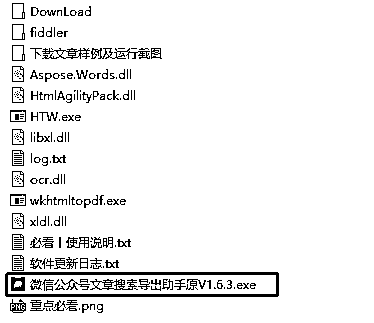 DownLoad
fiddler
下载文章样例及运行截图
Aspose.Words.dll
HtmlAgilityPack.dll
HTW.exe
libxl.dll
log.txt
ocr.dll
wkhtmltopdf.exe
xldl.dll
必看丨使用说明.txt
软件更新日志.txt
微信公众号文章搜索导出助手原V1.6.3.exe
重点必看.png